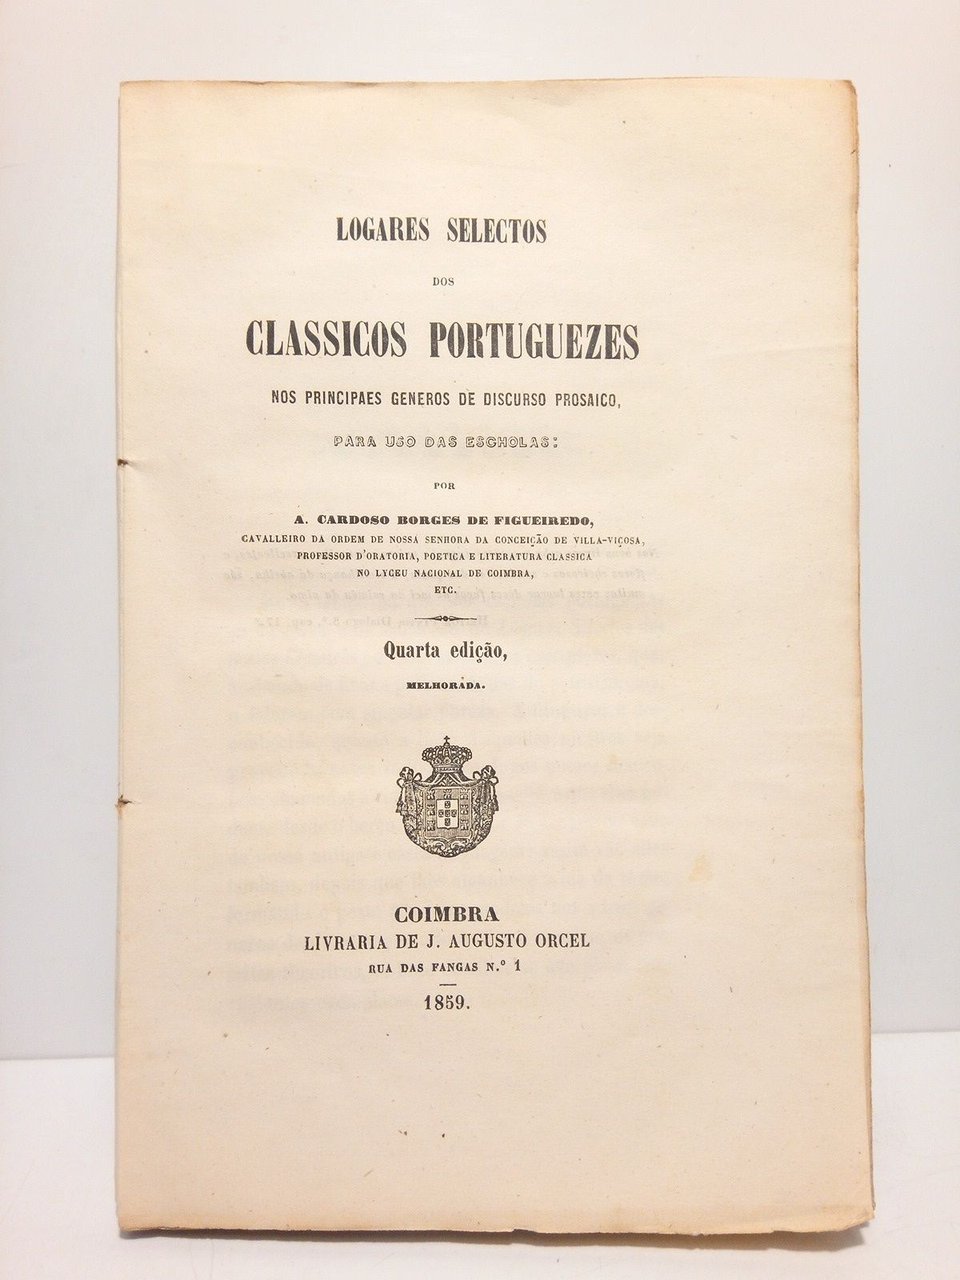 LOGARES SELECTOS
DOS
CLASSICOS PORTUGUEZES
NOS PRINCIPAES GENEROS DE DISCURSO PROSAICO,
PARA USO DAS ESCHOLAS:
POR
A. CARDOSO BORGES DE FIGUEIREDO,
CAVALLEIRO DA ORDEM DE NOSSA SENHORA DA CONCEIÇÃO DE VILLA-VIÇOSA,
PROFESSOR D'ORATORIA, POETICA E LITERATURA CLASSICA
NO LYCEU NACIONAL DE COIMBRA,
ETC.
Quarta edição,
MELHORADA.
COIMBRA
LIVRARIA DE J. AUGUSTO ORCEL
RUA DAS FANGAS N.º 1
1859.